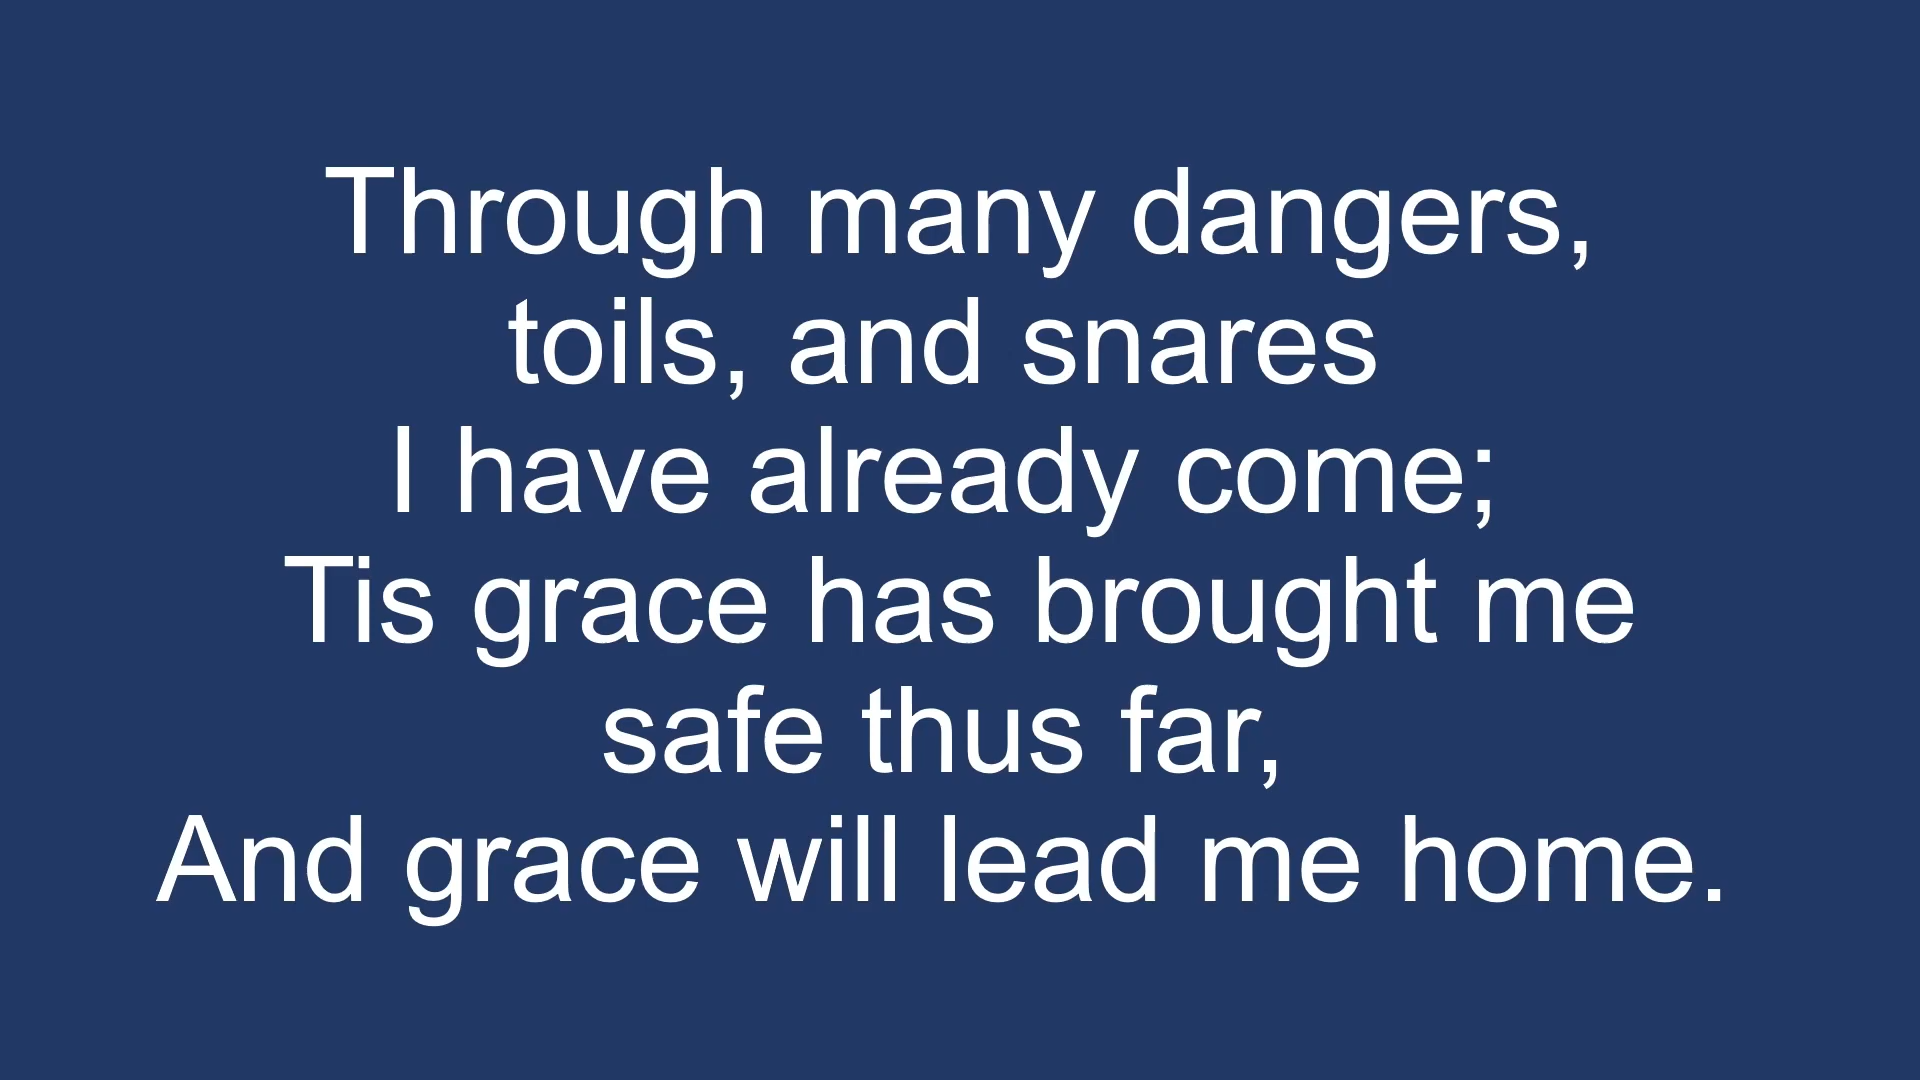 Through many dangers,
toils, and snares
I have already come;
Tis grace has brought me
safe thus far,
And grace will lead me home.